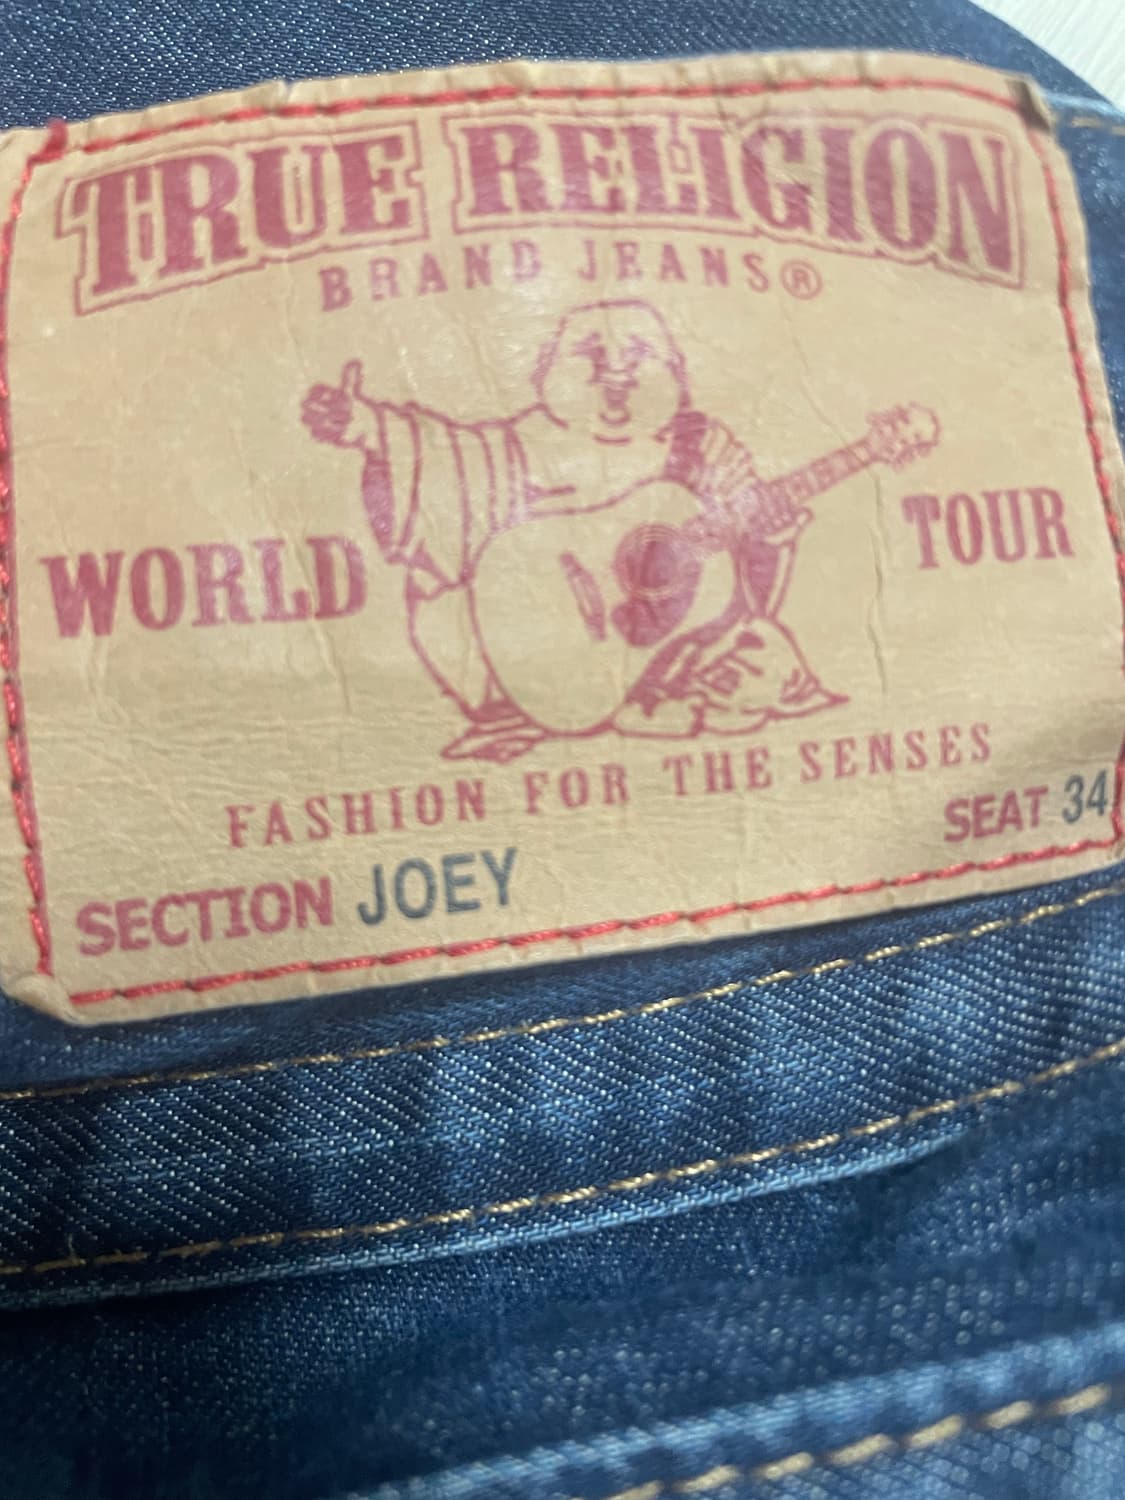 TRUE RELIGION
BRAND JEANS®
WORLD TOUR
FASHION FOR THE SENSES
SECTION JOEY SEAT 34